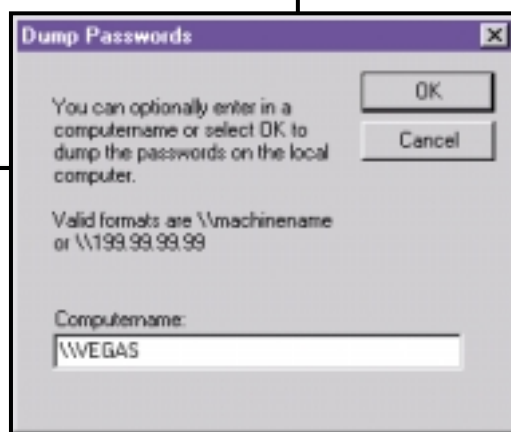 Dump Passwords
OK
You can optionally enter in a
computername or select OK to
dump the passwords on the local
computer.
Cancel
Valid formats are \\machinename
or \\199.99.99.99
Computername:
\\VEGAS